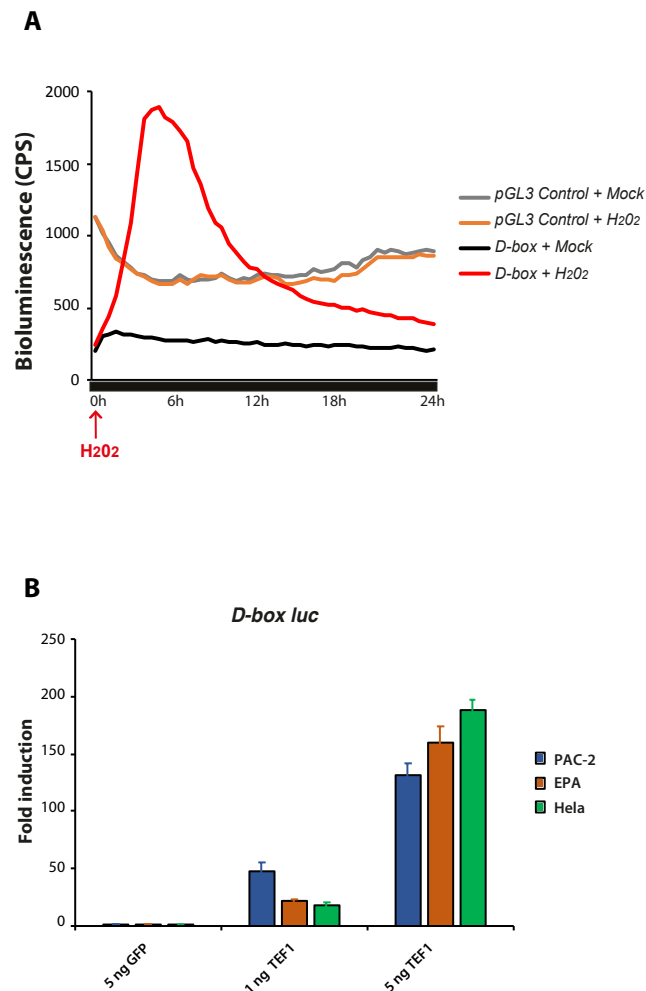 A
Bioluminescence (CPS)
2000
1500
1000
500
0
0h 6h 12h 18h 24h
H2O2
pGL3 Control + Mock
pGL3 Control + H2O2
D-box + Mock
D-box + H2O2
B
D-box luc
Fold induction
250
200
150
100
50
0
5 ng GFP
1 ng TEF1
5 ng TEF1
PAC-2
EPA
Hela